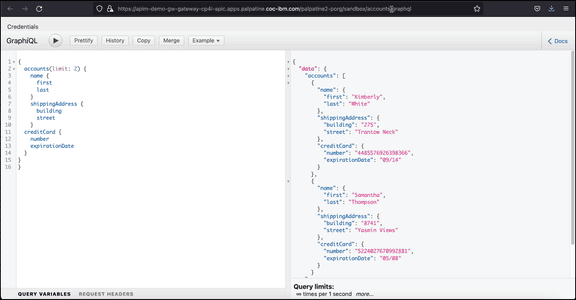 https://apim-demo-gw-gateway-cp4i-apic.apps.palpatine.coc-ibm.com/palpatine2-porg/sandbox/accounts/graphql
Credentials
GraphiQL
Prettify
History
Copy
Merge
Example
Docs
1 {
2 accounts(limit: 2) {
3 name {
4 first
5 last
6 }
7 shippingAddress {
8 building
9 street
10 }
11 creditCard {
12 number
13 expirationDate
14 }
15 }
16 }
{
"data": {
"accounts": [
{
"name": {
"first": "Kimberly",
"last": "White"
},
"shippingAddress": {
"building": "275",
"street": "Trantow Neck"
},
"creditCard": {
"number": "4485576926398366",
"expirationDate": "09/14"
}
},
{
"name": {
"first": "Samantha",
"last": "Thompson"
},
"shippingAddress": {
"building": "8741",
"street": "Yasmin Views"
},
"creditCard": {
"number": "5224027670992881",
"expirationDate": "05/08"
}
}
QUERY VARIABLES REQUEST HEADERS
Query limits:
∞ times per 1 second more...